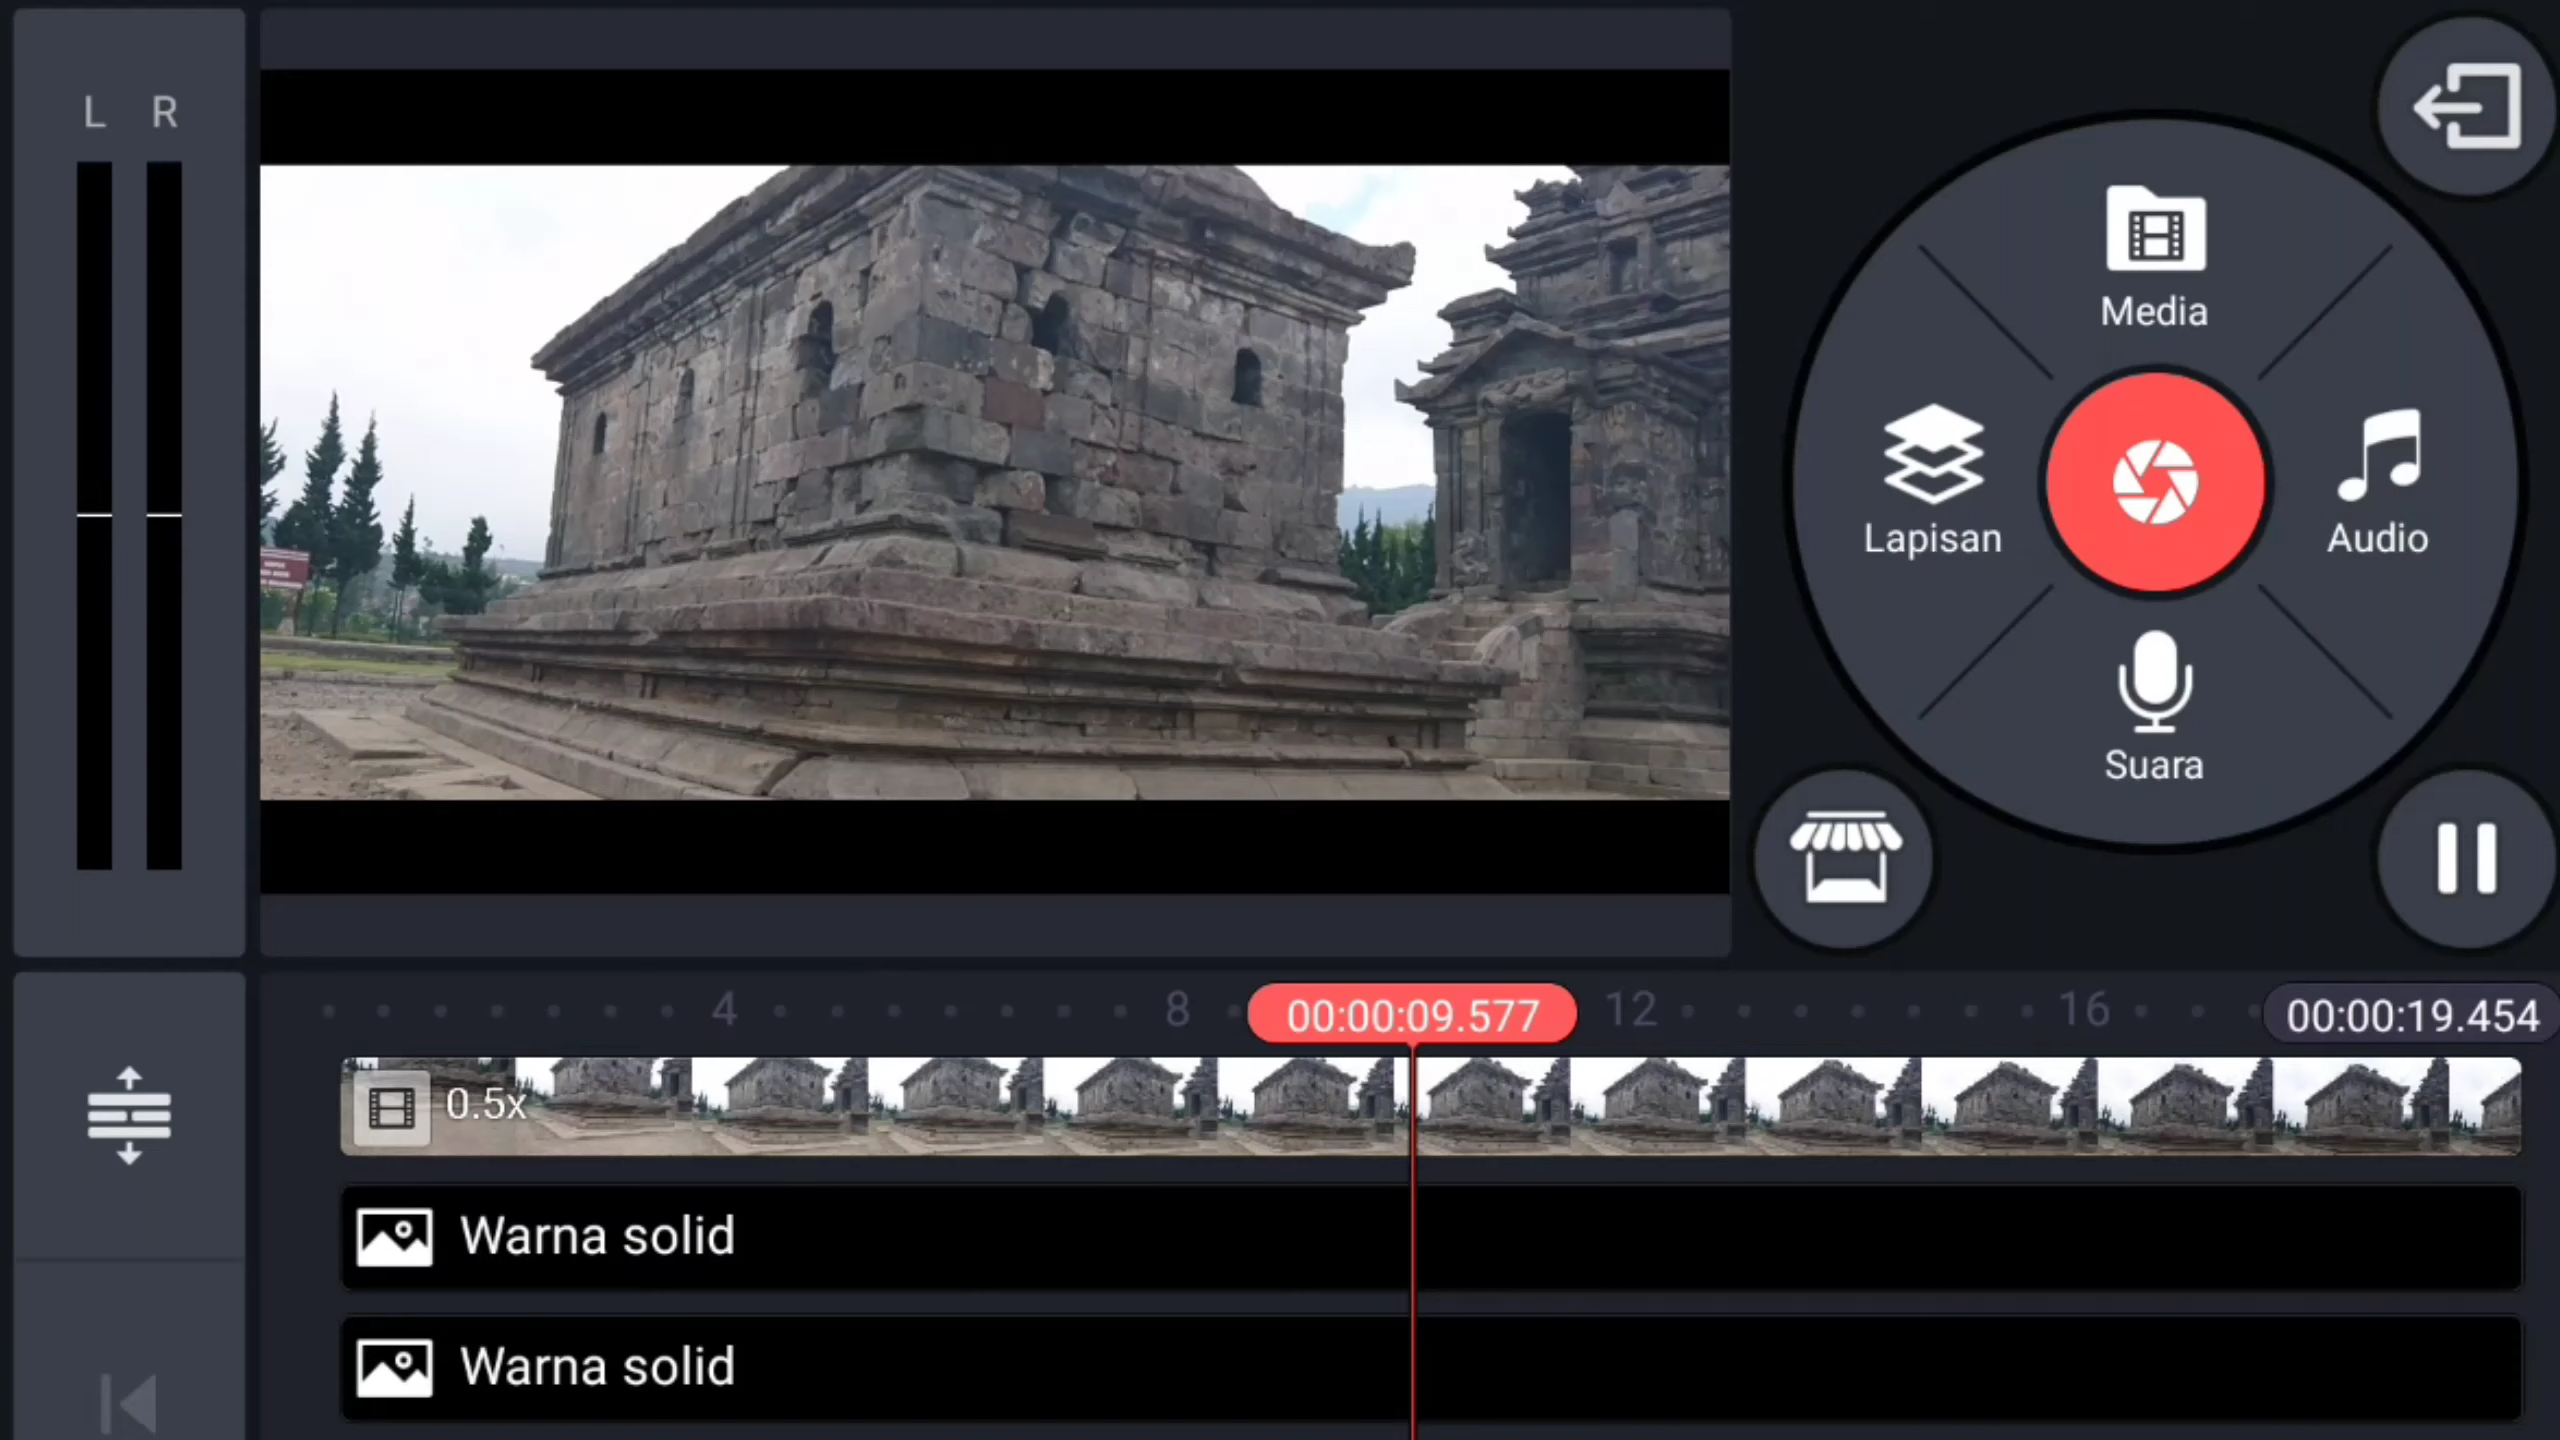 L R
Media
Lapisan
Audio
Suara
4 8 00:00:09.577 12 16 00:00:19.454
0.5x
Warna solid
Warna solid